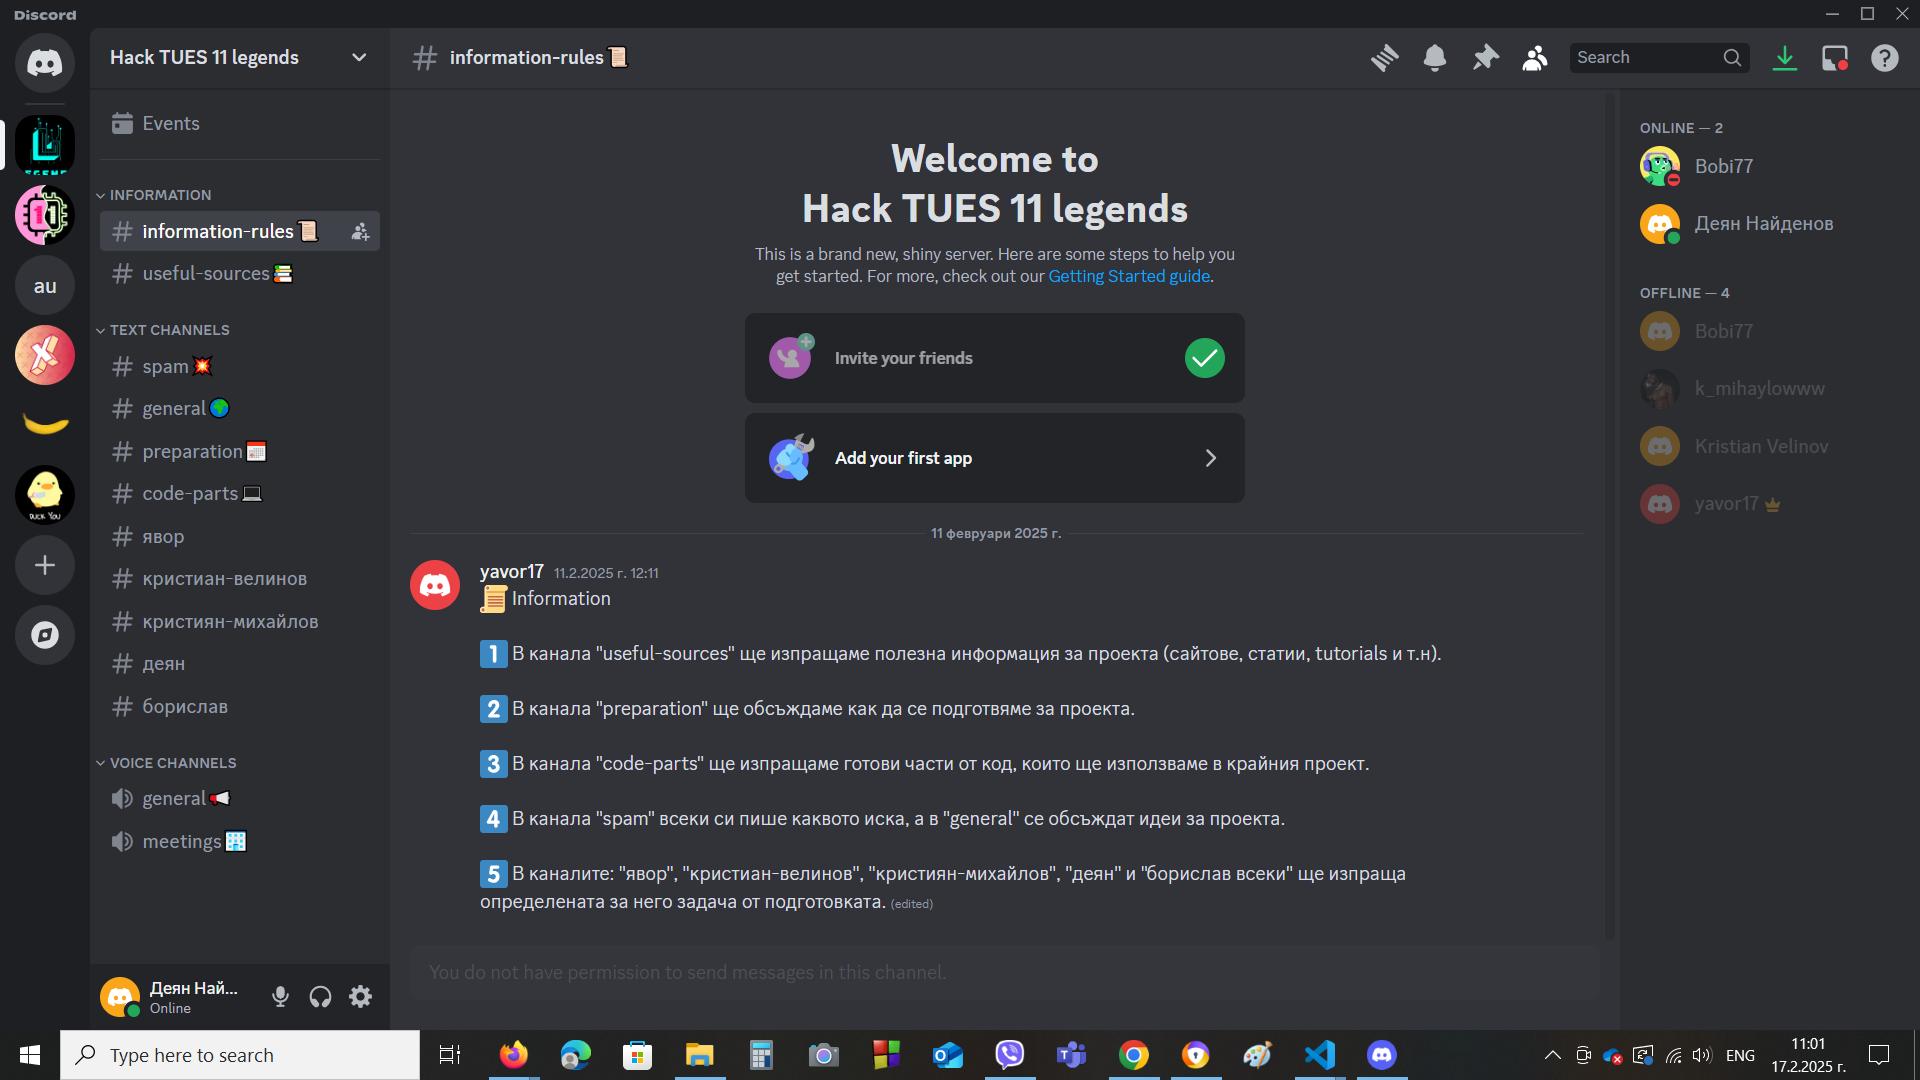 Discord
Hack TUES 11 legends
Events
INFORMATION
information-rules📜
useful-sources📚
TEXT CHANNELS
spam💥
general🌍
preparation📅
code-parts💻
явор
кристиан-велинов
кристиян-михайлов
деян
борислав
VOICE CHANNELS
general📢
meetings🏢
au
DUCK YOU
Деян Най...
Online
information-rules📜
Search
Welcome to
Hack TUES 11 legends
This is a brand new, shiny server. Here are some steps to help you
get started. For more, check out our Getting Started guide.
Invite your friends
Add your first app
11 февруари 2025 г.
yavor17 11.2.2025 г. 12:11
📜 Information
1️⃣ В канала "useful-sources" ще изпращаме полезна информация за проекта (сайтове, статии, tutorials и т.н).
2️⃣ В канала "preparation" ще обсъждаме как да се подготвяме за проекта.
3️⃣ В канала "code-parts" ще изпращаме готови части от код, които ще използваме в крайния проект.
4️⃣ В канала "spam" всеки си пише каквото иска, а в "general" се обсъждат идеи за проекта.
5️⃣ В каналите: "явор", "кристиан-велинов", "кристиян-михайлов", "деян" и "борислав всеки" ще изпраща
определената за него задача от подготовката. (edited)
You do not have permission to send messages in this channel.
ONLINE — 2
Bobi77
Деян Найденов
OFFLINE — 4
Bobi77
k_mihaylowww
Kristian Velinov
yavor17
Type here to search
ENG
11:01
17.2.2025 г.